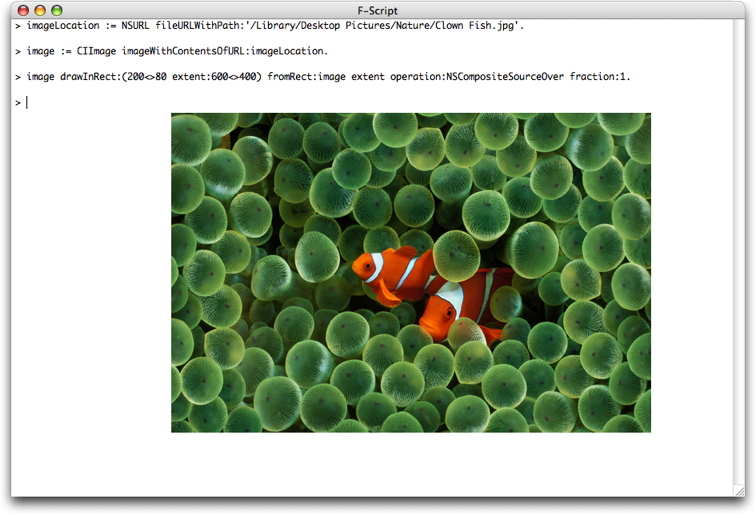 F-Script
> imageLocation := NSURL fileURLWithPath:'/Library/Desktop Pictures/Nature/Clown Fish.jpg'.
> image := CIImage imageWithContentsOfURL:imageLocation.
> image drawInRect:(200<>80 extent:600<>400) fromRect:image extent operation:NSCompositeSourceOver fraction:1.
>